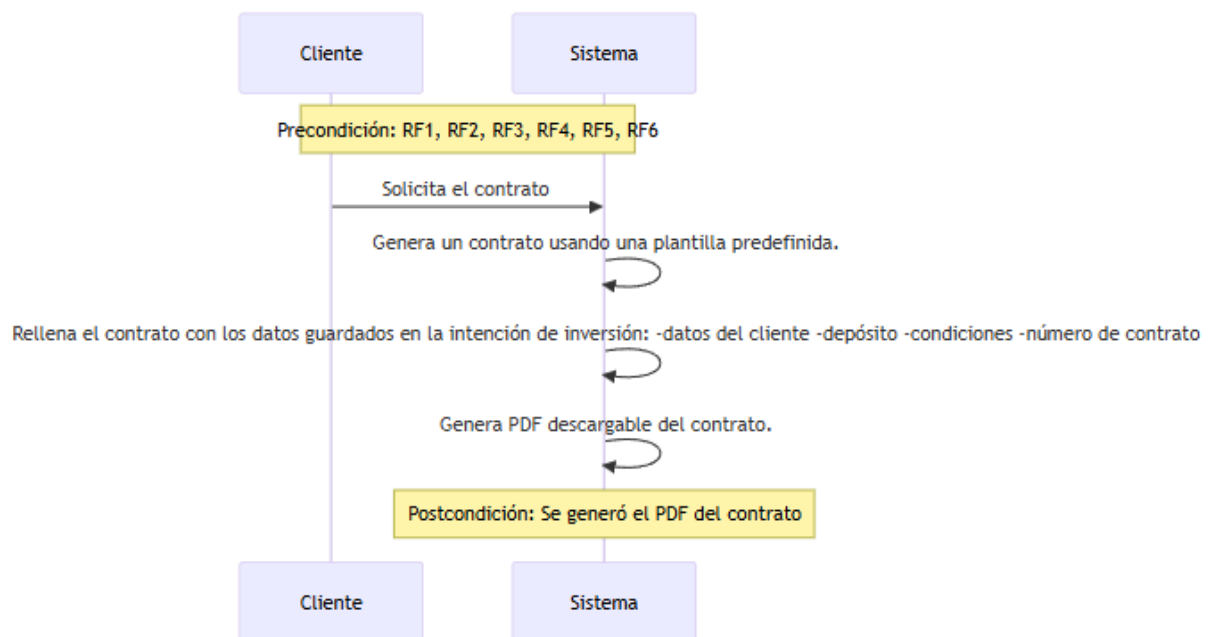 Cliente
Sistema
Precondición: RF1, RF2, RF3, RF4, RF5, RF6
Solicita el contrato
Genera un contrato usando una plantilla predefinida.
Rellena el contrato con los datos guardados en la intención de inversión: -datos del cliente -depósito -condiciones -número de contrato
Genera PDF descargable del contrato.
Postcondición: Se generó el PDF del contrato
Cliente
Sistema